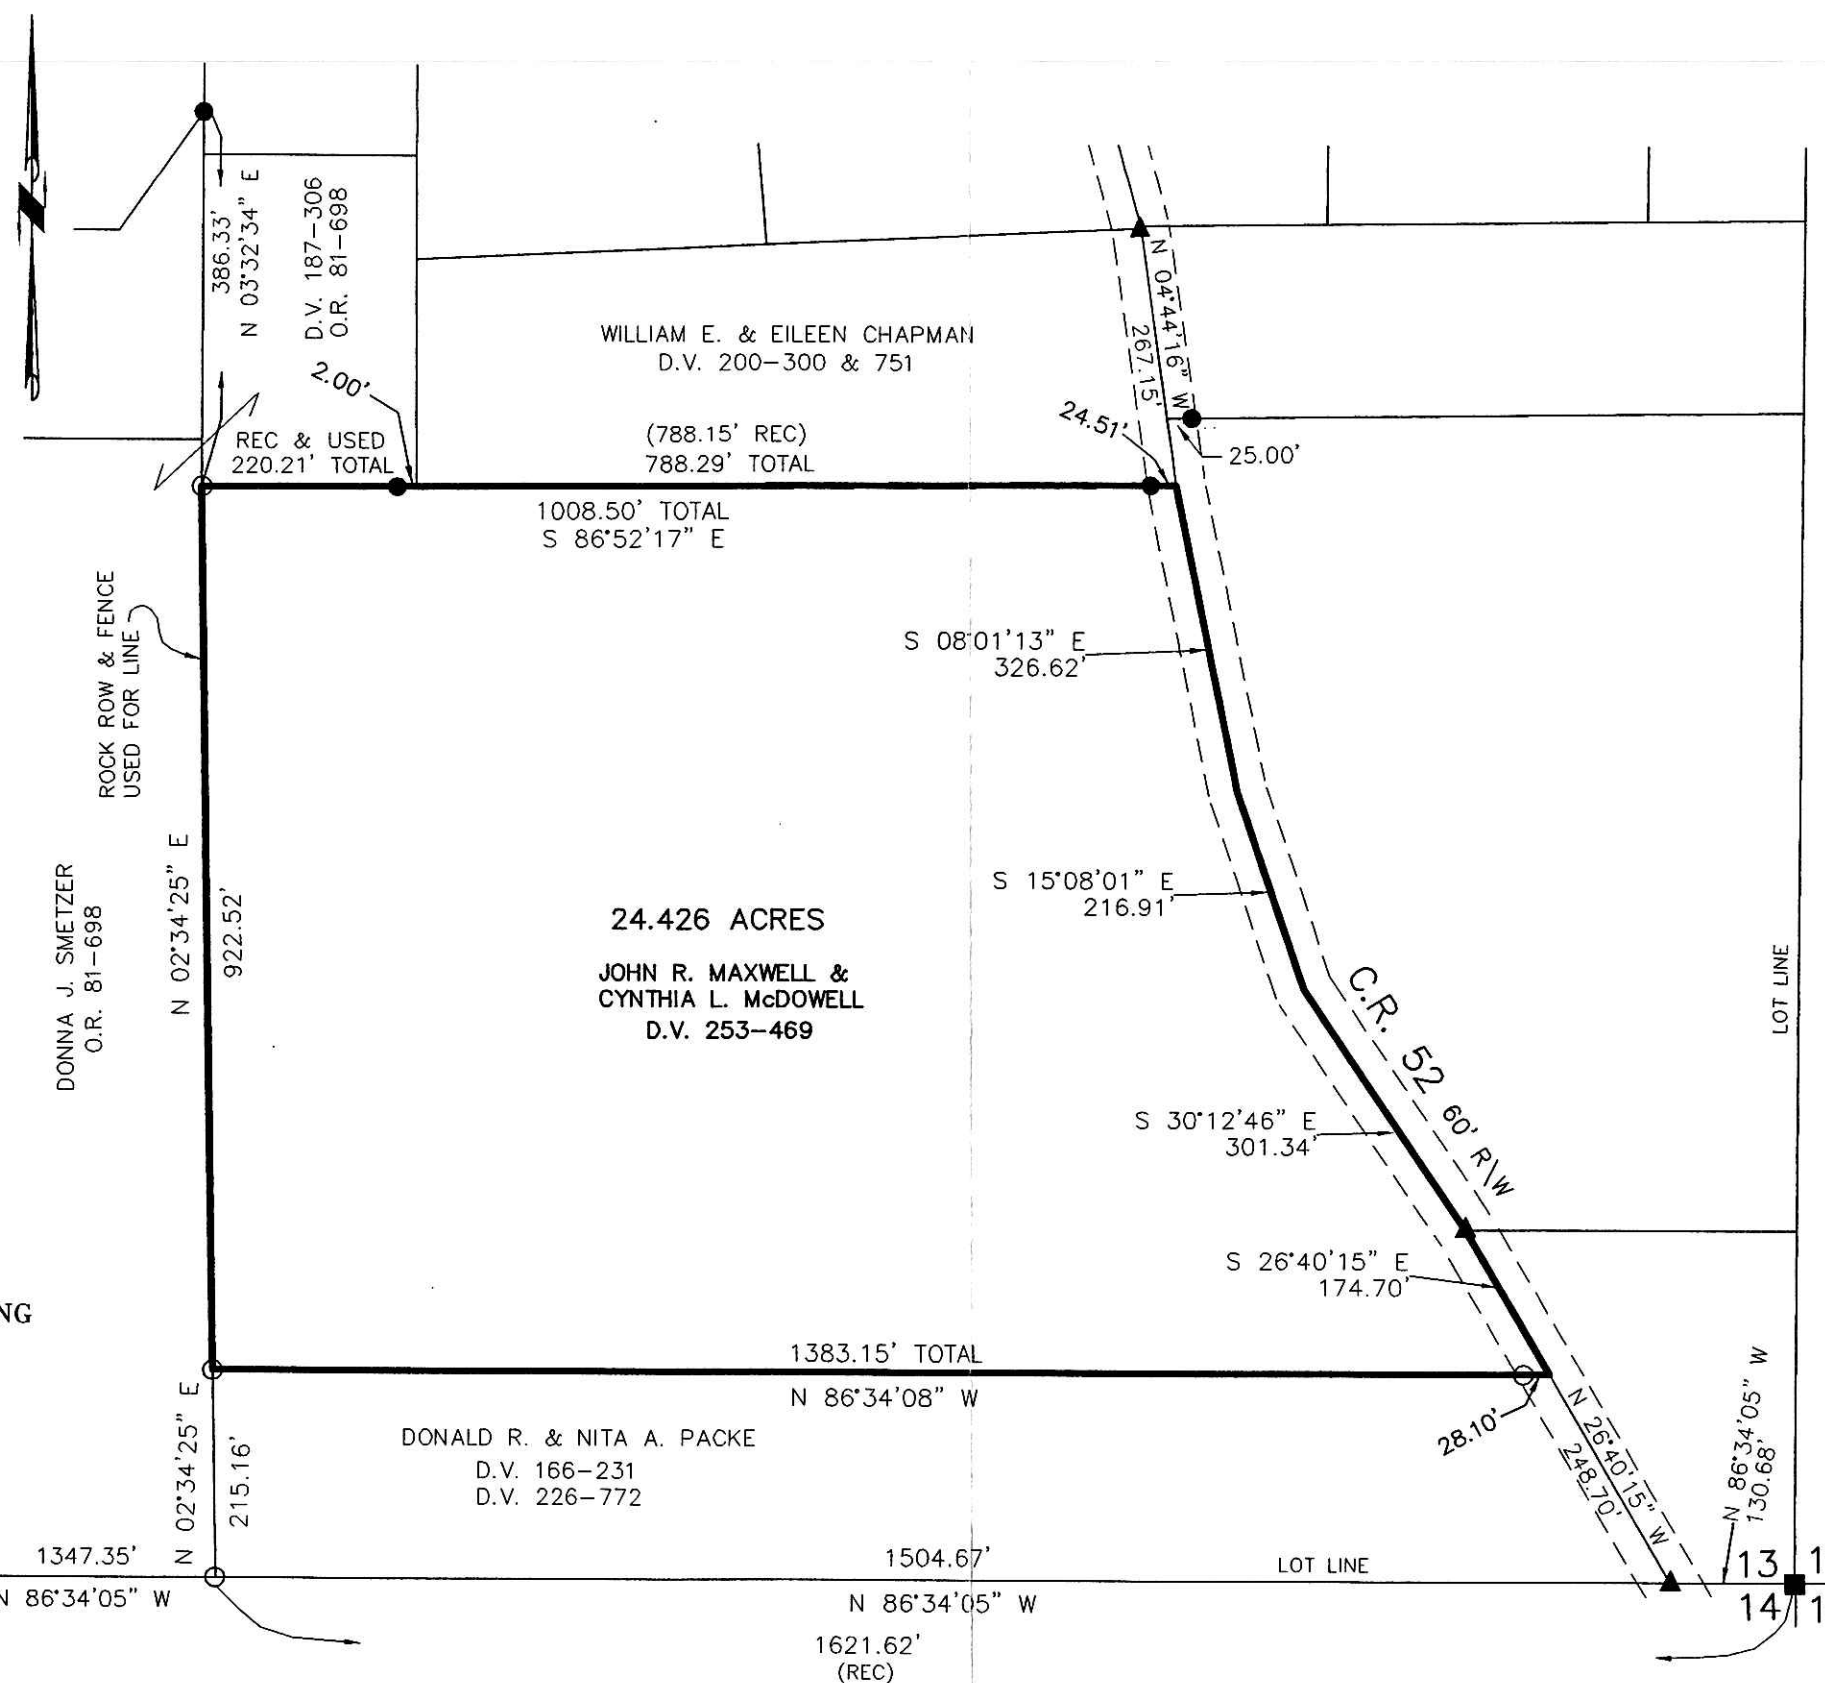 386.33'
N 03°32'34" E
D.V. 187-306
O.R. 81-698
2.00'
REC & USED
220.21' TOTAL
WILLIAM E. & EILEEN CHAPMAN
D.V. 200-300 & 751
(788.15' REC)
788.29' TOTAL
1008.50' TOTAL
S 86°52'17" E
N 04°44'16" W
267.15'
24.51'
25.00'
ROCK ROW & FENCE
USED FOR LINE
S 08°01'13" E
326.62'
N 02°34'25" E
922.52'
DONNA J. SMETZER
O.R. 81-698
24.426 ACRES
JOHN R. MAXWELL &
CYNTHIA L. McDOWELL
D.V. 253-469
S 15°08'01" E
216.91'
LOT LINE
C.R. 52 60' R\W
S 30°12'46" E
301.34'
S 26°40'15" E
174.70'
NG
1383.15' TOTAL
N 86°34'08" W
28.10'
N 26°40'15" W
248.70'
N 86°34'05" W
130.68'
DONALD R. & NITA A. PACKE
D.V. 166-231
D.V. 226-772
N 02°34'25" E
215.16'
1347.35'
N 86°34'05" W
1504.67'
N 86°34'05" W
LOT LINE
1621.62'
(REC)
13 1
14 1